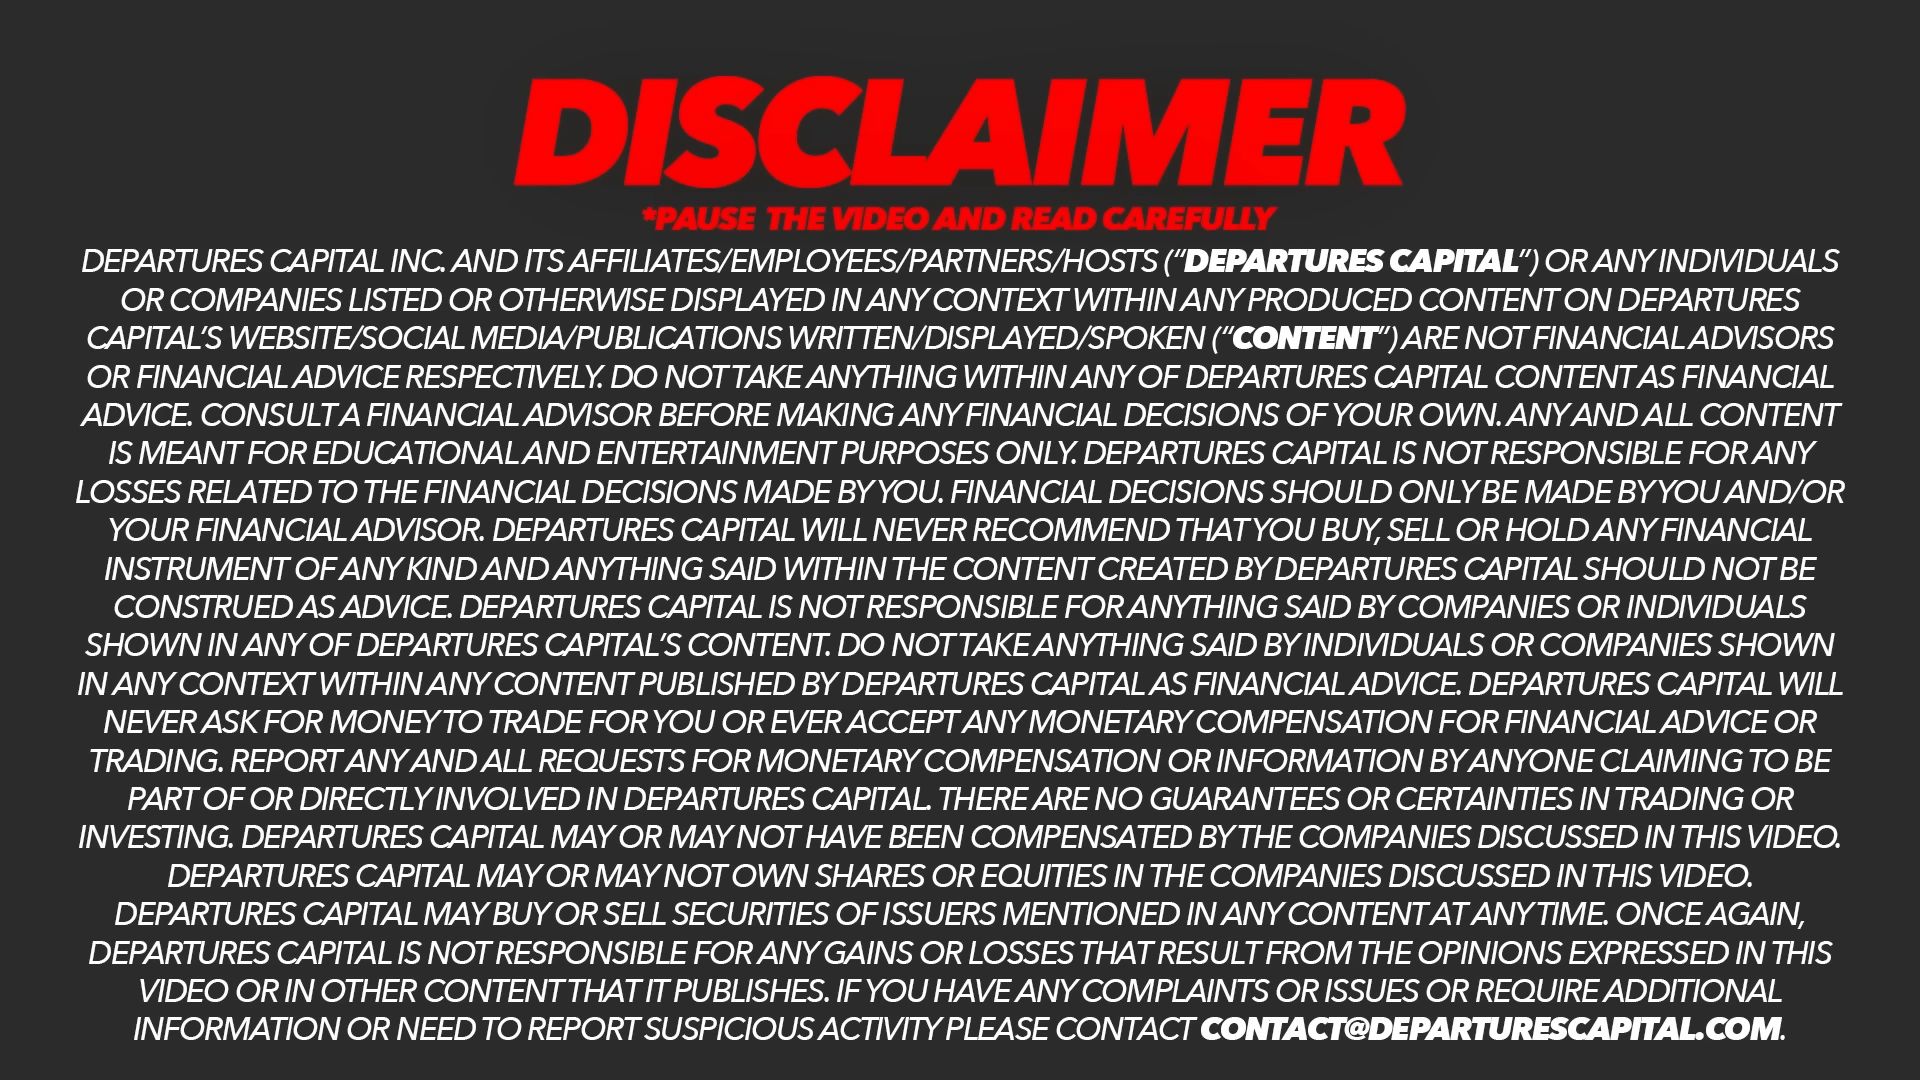 DISCLAIMER
*PAUSE THE VIDEO AND READ CAREFULLY
DEPARTURES CAPITAL INC. AND ITS AFFILIATES/EMPLOYEES/PARTNERS/HOSTS (“DEPARTURES CAPITAL”) OR ANY INDIVIDUALS
OR COMPANIES LISTED OR OTHERWISE DISPLAYED IN ANY CONTEXT WITHIN ANY PRODUCED CONTENT ON DEPARTURES
CAPITAL’S WEBSITE/SOCIAL MEDIA/PUBLICATIONS WRITTEN/DISPLAYED/SPOKEN (“CONTENT”) ARE NOT FINANCIAL ADVISORS
OR FINANCIAL ADVICE RESPECTIVELY. DO NOT TAKE ANYTHING WITHIN ANY OF DEPARTURES CAPITAL CONTENT AS FINANCIAL
ADVICE. CONSULT A FINANCIAL ADVISOR BEFORE MAKING ANY FINANCIAL DECISIONS OF YOUR OWN. ANY AND ALL CONTENT
IS MEANT FOR EDUCATIONAL AND ENTERTAINMENT PURPOSES ONLY. DEPARTURES CAPITAL IS NOT RESPONSIBLE FOR ANY
LOSSES RELATED TO THE FINANCIAL DECISIONS MADE BY YOU. FINANCIAL DECISIONS SHOULD ONLY BE MADE BY YOU AND/OR
YOUR FINANCIAL ADVISOR. DEPARTURES CAPITAL WILL NEVER RECOMMEND THAT YOU BUY, SELL OR HOLD ANY FINANCIAL
INSTRUMENT OF ANY KIND AND ANYTHING SAID WITHIN THE CONTENT CREATED BY DEPARTURES CAPITAL SHOULD NOT BE
CONSTRUED AS ADVICE. DEPARTURES CAPITAL IS NOT RESPONSIBLE FOR ANYTHING SAID BY COMPANIES OR INDIVIDUALS
SHOWN IN ANY OF DEPARTURES CAPITAL’S CONTENT. DO NOT TAKE ANYTHING SAID BY INDIVIDUALS OR COMPANIES SHOWN
IN ANY CONTEXT WITHIN ANY CONTENT PUBLISHED BY DEPARTURES CAPITAL AS FINANCIAL ADVICE. DEPARTURES CAPITAL WILL
NEVER ASK FOR MONEY TO TRADE FOR YOU OR EVER ACCEPT ANY MONETARY COMPENSATION FOR FINANCIAL ADVICE OR
TRADING. REPORT ANY AND ALL REQUESTS FOR MONETARY COMPENSATION OR INFORMATION BY ANYONE CLAIMING TO BE
PART OF OR DIRECTLY INVOLVED IN DEPARTURES CAPITAL. THERE ARE NO GUARANTEES OR CERTAINTIES IN TRADING OR
INVESTING. DEPARTURES CAPITAL MAY OR MAY NOT HAVE BEEN COMPENSATED BY THE COMPANIES DISCUSSED IN THIS VIDEO.
DEPARTURES CAPITAL MAY OR MAY NOT OWN SHARES OR EQUITIES IN THE COMPANIES DISCUSSED IN THIS VIDEO.
DEPARTURES CAPITAL MAY BUY OR SELL SECURITIES OF ISSUERS MENTIONED IN ANY CONTENT AT ANY TIME. ONCE AGAIN,
DEPARTURES CAPITAL IS NOT RESPONSIBLE FOR ANY GAINS OR LOSSES THAT RESULT FROM THE OPINIONS EXPRESSED IN THIS
VIDEO OR IN OTHER CONTENT THAT IT PUBLISHES. IF YOU HAVE ANY COMPLAINTS OR ISSUES OR REQUIRE ADDITIONAL
INFORMATION OR NEED TO REPORT SUSPICIOUS ACTIVITY PLEASE CONTACT CONTACT@DEPARTURESCAPITAL.COM.